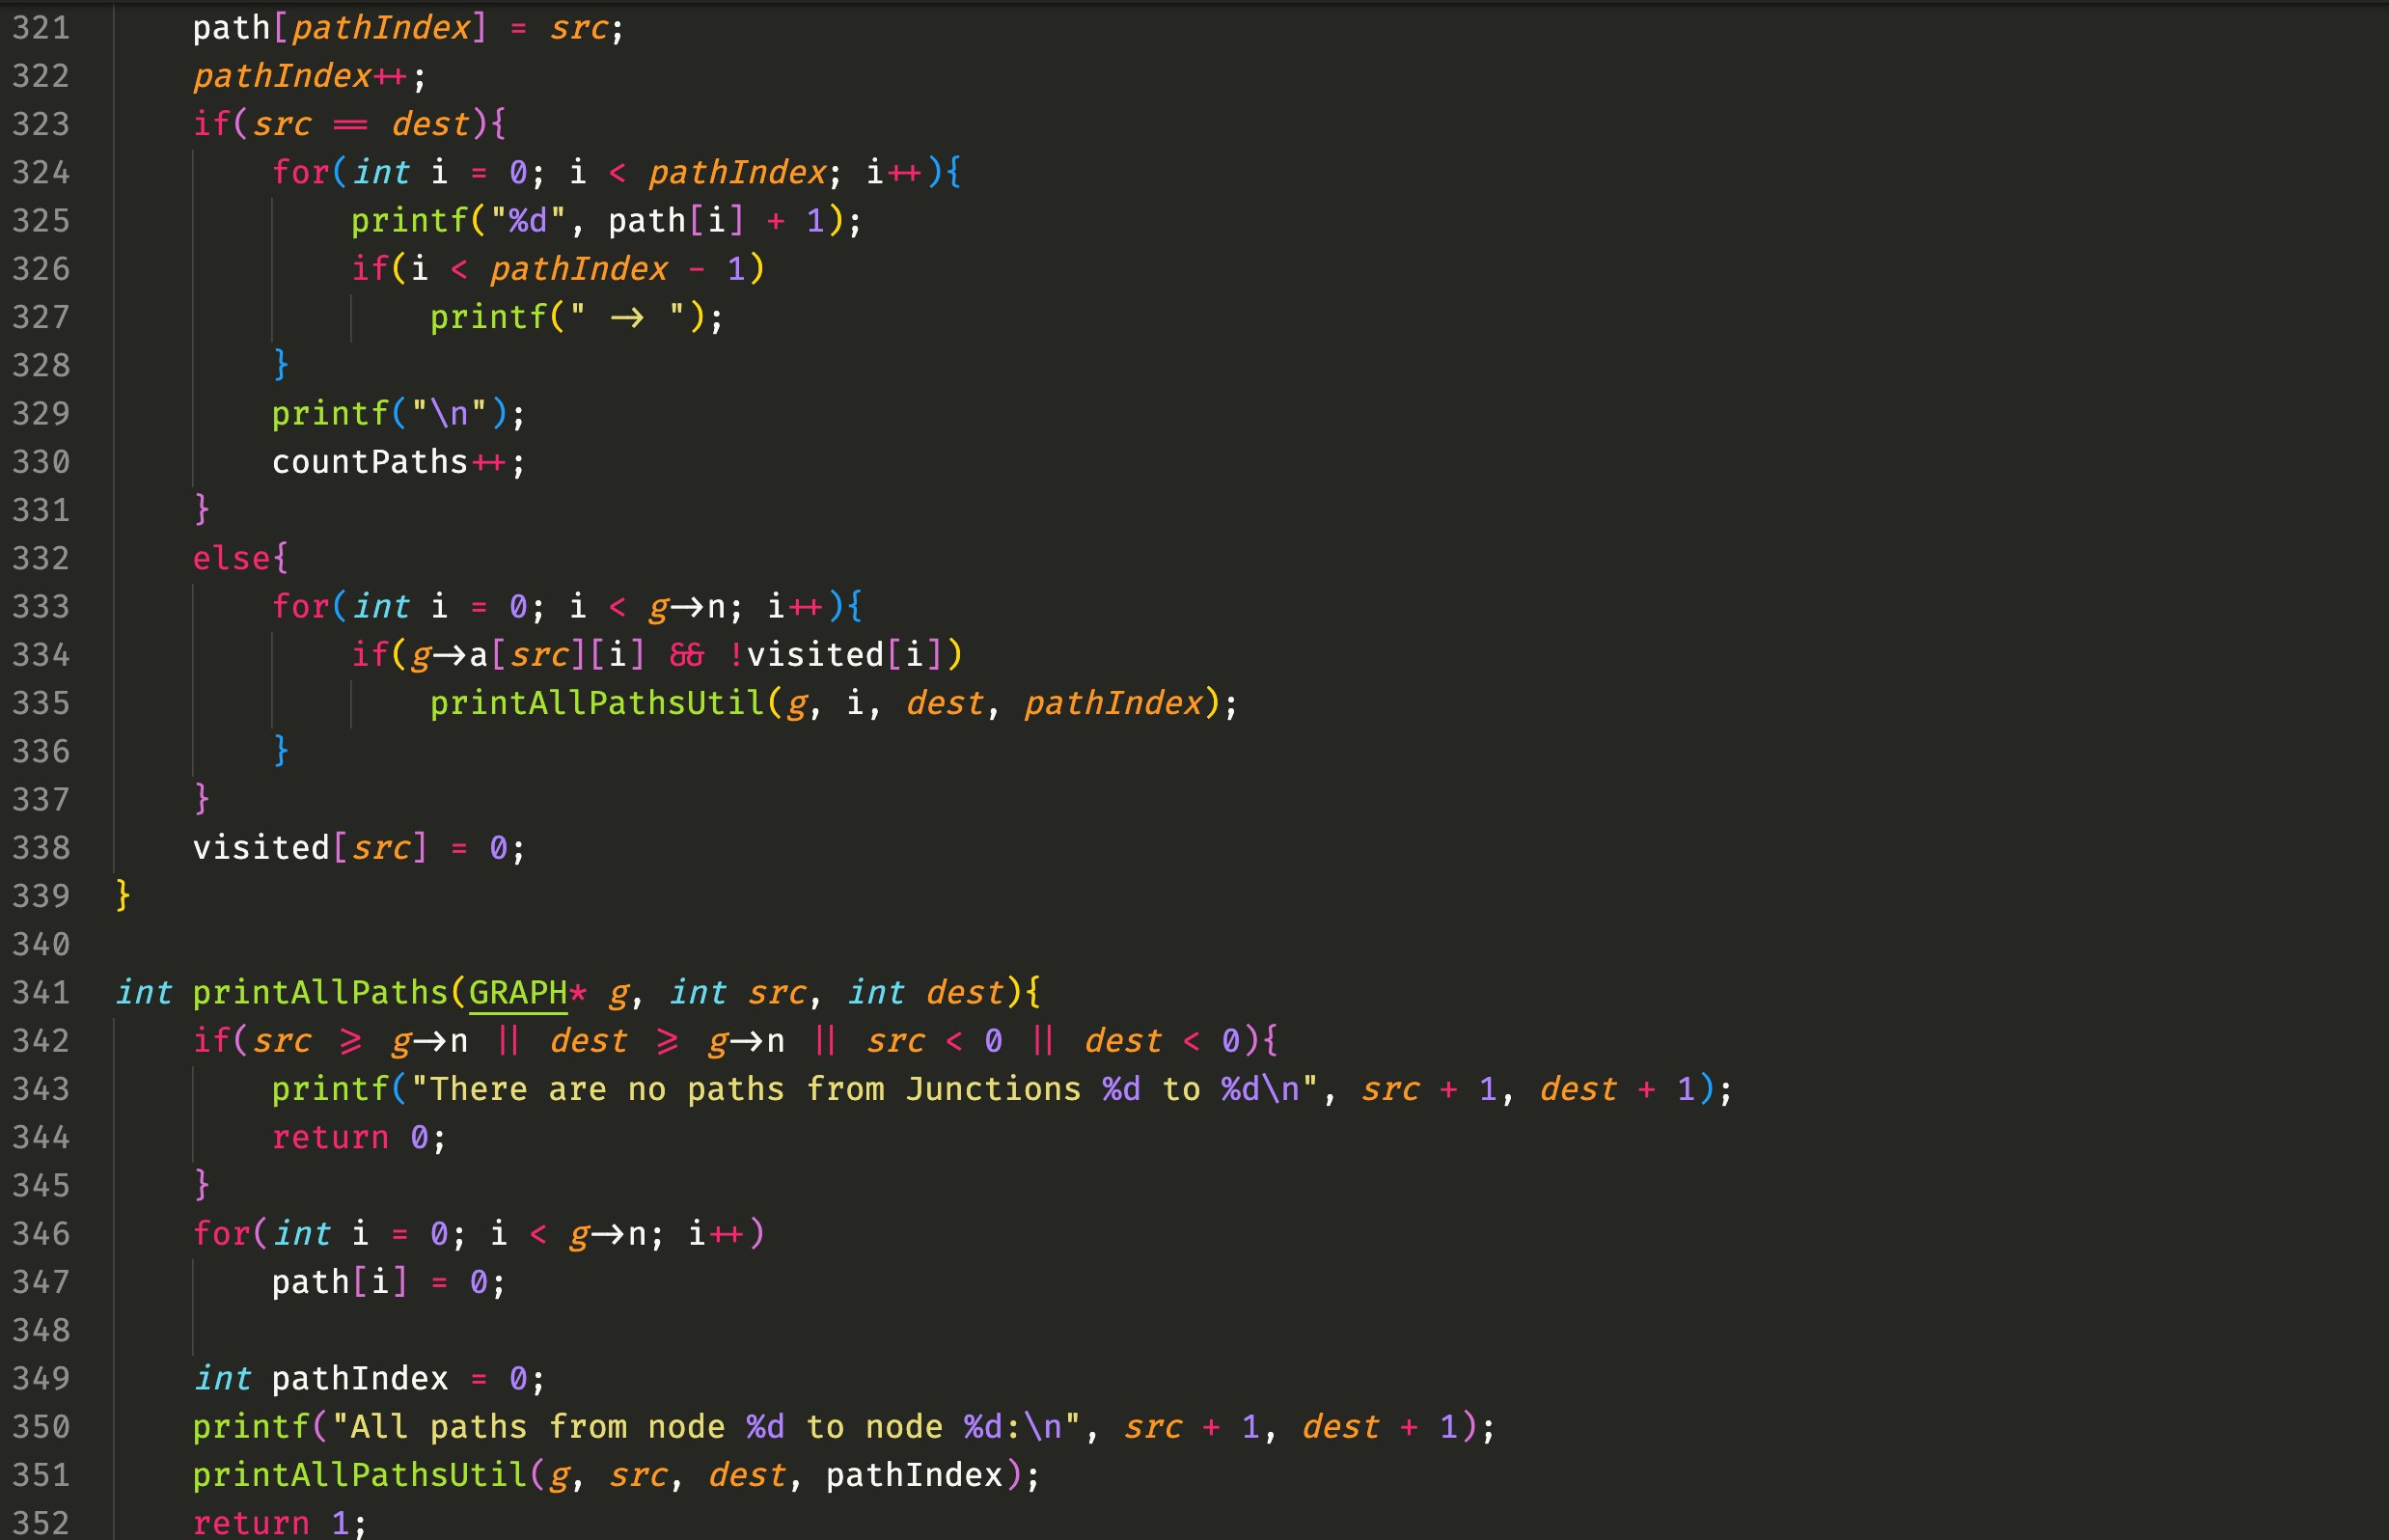 321 path[pathIndex] = src;
322 pathIndex++;
323 if(src == dest){
324 for(int i = 0; i < pathIndex; i++){
325 printf("%d", path[i] + 1);
326 if(i < pathIndex - 1)
327 printf(" -> ");
328 }
329 printf("\n");
330 countPaths++;
331 }
332 else{
333 for(int i = 0; i < g->n; i++){
334 if(g->a[src][i] && !visited[i])
335 printAllPathsUtil(g, i, dest, pathIndex);
336 }
337 }
338 visited[src] = 0;
339 }
340
341 int printAllPaths(GRAPH* g, int src, int dest){
342 if(src >= g->n || dest >= g->n || src < 0 || dest < 0){
343 printf("There are no paths from Junctions %d to %d\n", src + 1, dest + 1);
344 return 0;
345 }
346 for(int i = 0; i < g->n; i++)
347 path[i] = 0;
348
349 int pathIndex = 0;
350 printf("All paths from node %d to node %d:\n", src + 1, dest + 1);
351 printAllPathsUtil(g, src, dest, pathIndex);
352 return 1;